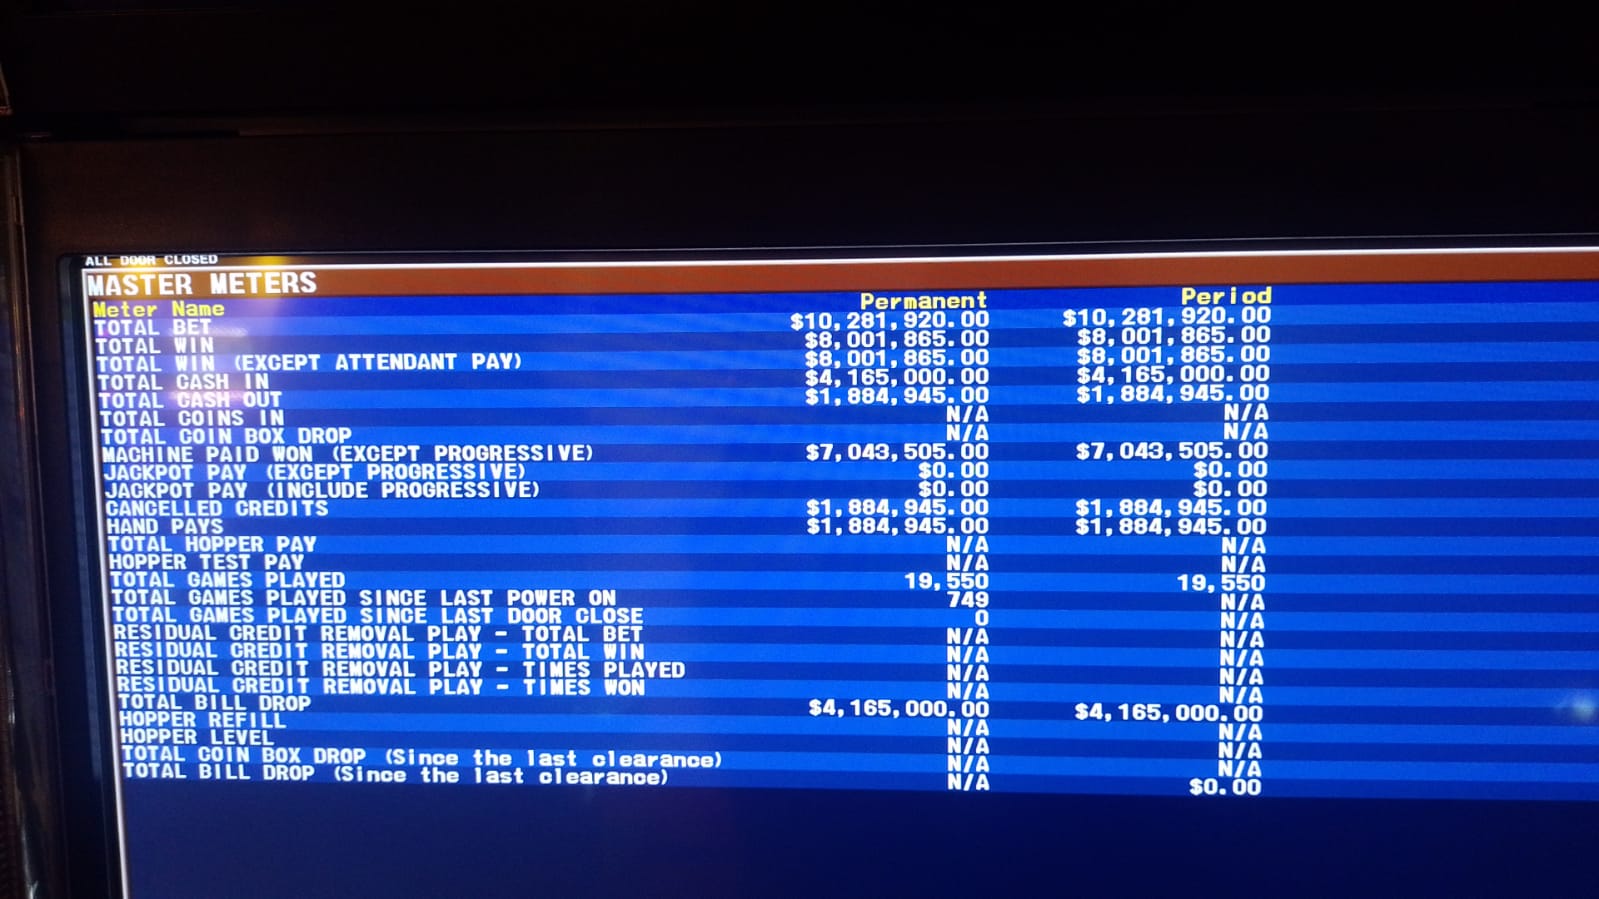 ALL DOOR CLOSED
MASTER METERS
Meter Name Permanent Period
TOTAL BET $10,281,920.00 $10,281,920.00
TOTAL WIN $8,001,865.00 $8,001,865.00
TOTAL WIN (EXCEPT ATTENDANT PAY) $8,001,865.00 $8,001,865.00
TOTAL CASH IN $4,165,000.00 $4,165,000.00
TOTAL CASH OUT $1,884,945.00 $1,884,945.00
TOTAL COINS IN N/A N/A
TOTAL COIN BOX DROP N/A N/A
MACHINE PAID WON (EXCEPT PROGRESSIVE) $7,043,505.00 $7,043,505.00
JACKPOT PAY (EXCEPT PROGRESSIVE) $0.00 $0.00
JACKPOT PAY (INCLUDE PROGRESSIVE) $0.00 $0.00
CANCELLED CREDITS $1,884,945.00 $1,884,945.00
HAND PAYS $1,884,945.00 $1,884,945.00
TOTAL HOPPER PAY N/A N/A
HOPPER TEST PAY N/A N/A
TOTAL GAMES PLAYED 19,550 19,550
TOTAL GAMES PLAYED SINCE LAST POWER ON 749 N/A
TOTAL GAMES PLAYED SINCE LAST DOOR CLOSE 0 N/A
RESIDUAL CREDIT REMOVAL PLAY - TOTAL BET N/A N/A
RESIDUAL CREDIT REMOVAL PLAY - TOTAL WIN N/A N/A
RESIDUAL CREDIT REMOVAL PLAY - TIMES PLAYED N/A N/A
RESIDUAL CREDIT REMOVAL PLAY - TIMES WON N/A N/A
TOTAL BILL DROP $4,165,000.00 $4,165,000.00
HOPPER REFILL N/A N/A
HOPPER LEVEL N/A N/A
TOTAL COIN BOX DROP (Since the last clearance) N/A N/A
TOTAL BILL DROP (Since the last clearance) N/A $0.00